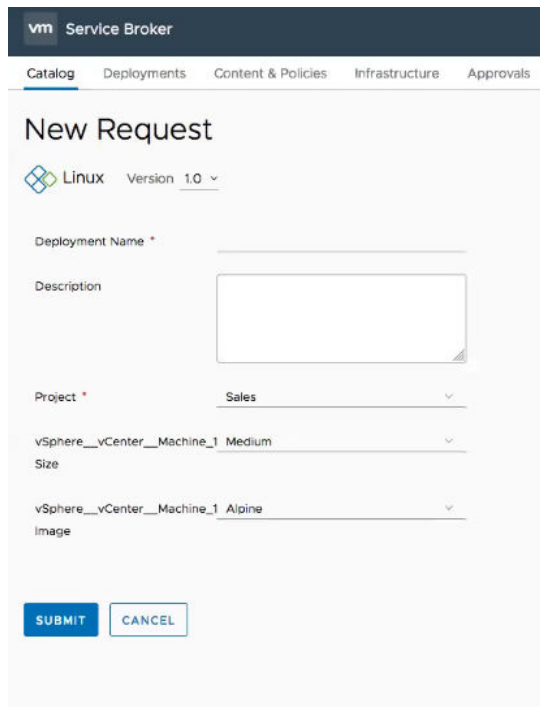 vm Service Broker
Catalog Deployments Content & Policies Infrastructure Approvals
New Request
Linux Version 1.0
Deployment Name *
Description
Project * Sales
vSphere__vCenter__Machine_1 Medium
Size
vSphere__vCenter__Machine_1 Alpine
Image
SUBMIT CANCEL